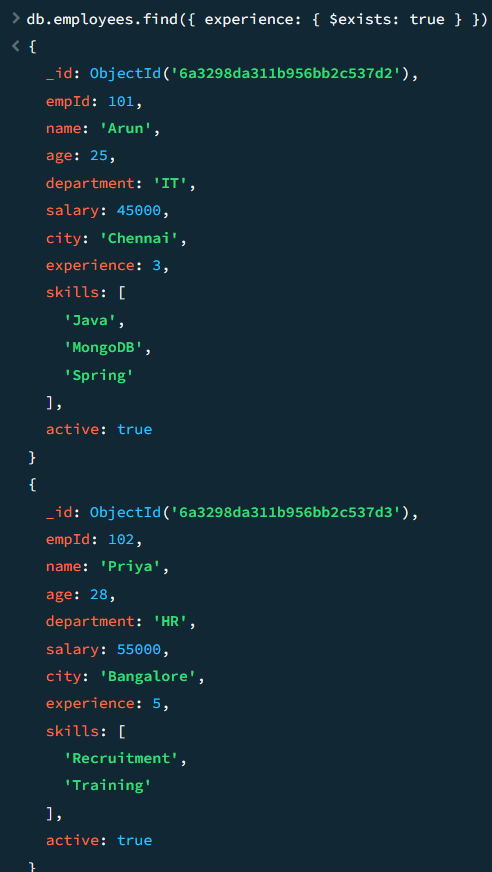 > db.employees.find({ experience: { $exists: true } })
< {
_id: ObjectId('6a3298da311b956bb2c537d2'),
empId: 101,
name: 'Arun',
age: 25,
department: 'IT',
salary: 45000,
city: 'Chennai',
experience: 3,
skills: [
'Java',
'MongoDB',
'Spring'
],
active: true
}
{
_id: ObjectId('6a3298da311b956bb2c537d3'),
empId: 102,
name: 'Priya',
age: 28,
department: 'HR',
salary: 55000,
city: 'Bangalore',
experience: 5,
skills: [
'Recruitment',
'Training'
],
active: true
}